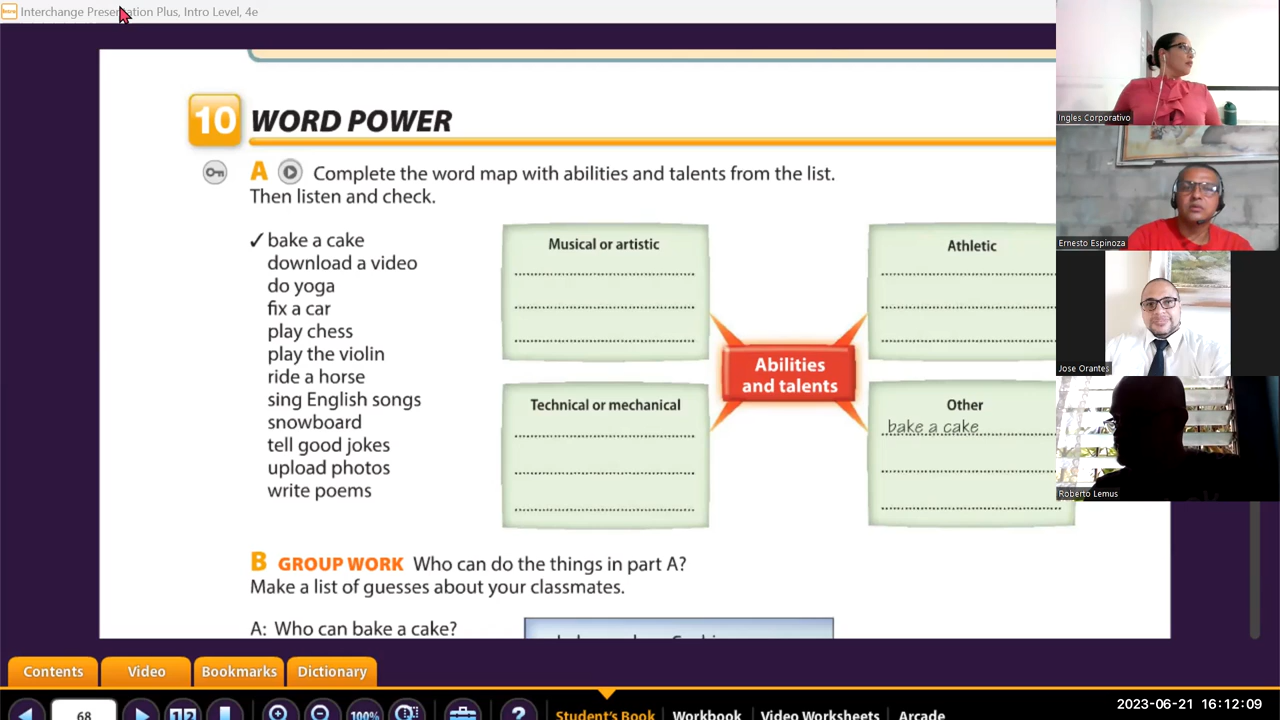 Interchange Presentation Plus, Intro Level, 4e
10 WORD POWER
A Complete the word map with abilities and talents from the list.
Then listen and check.
✓ bake a cake
download a video
do yoga
fix a car
play chess
play the violin
ride a horse
sing English songs
snowboard
tell good jokes
upload photos
write poems
Musical or artistic
Athletic
Abilities
and talents
Technical or mechanical
Other
bake a cake
B GROUP WORK Who can do the things in part A?
Make a list of guesses about your classmates.
A: Who can bake a cake?
Ingles Corporativo
Ernesto Espinoza
Jose Orantes
Roberto Lemus
Contents
Video
Bookmarks
Dictionary
68
100%
?
Student's Book
Workbook
Video Worksheets
Arcade
2023-06-21 16:12:09